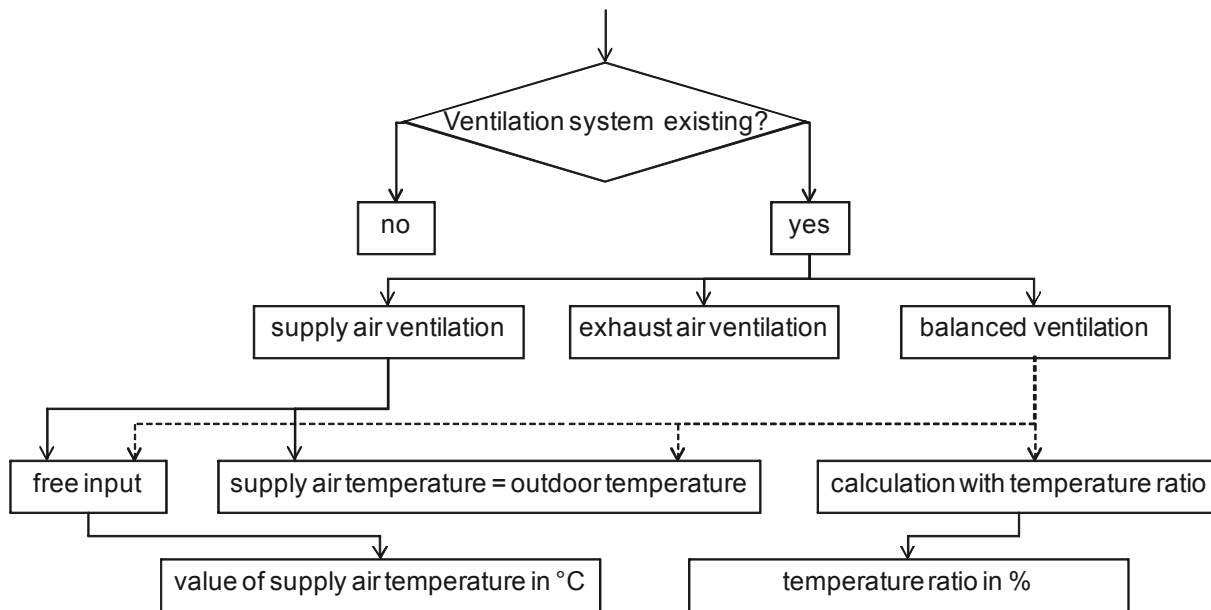 Ventilation system existing?
no
yes
supply air ventilation
exhaust air ventilation
balanced ventilation
free input
supply air temperature = outdoor temperature
calculation with temperature ratio
value of supply air temperature in °C
temperature ratio in %